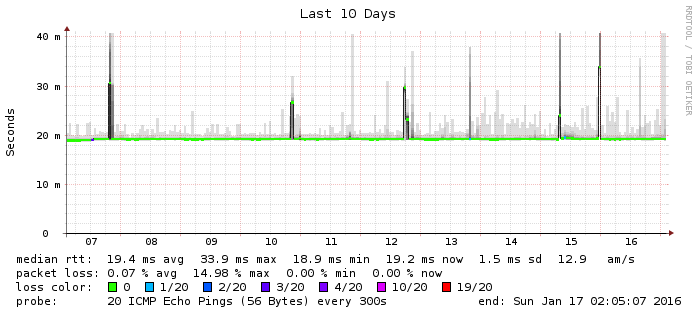 Last 10 Days
RRDTOOL / TOBI OETIKER
Seconds
40 m
30 m
20 m
10 m
0
07 08 09 10 11 12 13 14 15 16
median rtt: 19.4 ms avg 33.9 ms max 18.9 ms min 19.2 ms now 1.5 ms sd 12.9 am/s
packet loss: 0.07 % avg 14.98 % max 0.00 % min 0.00 % now
loss color: 0 1/20 2/20 3/20 4/20 10/20 19/20
probe: 20 ICMP Echo Pings (56 Bytes) every 300s end: Sun Jan 17 02:05:07 2016